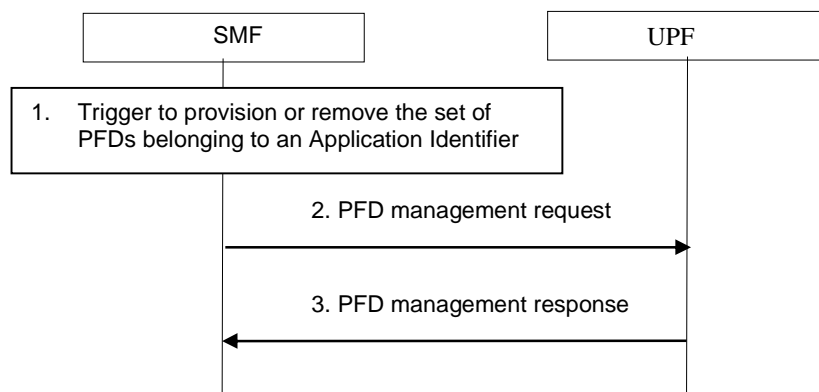 SMF
UPF
1. Trigger to provision or remove the set of
PFDs belonging to an Application Identifier
2. PFD management request
3. PFD management response